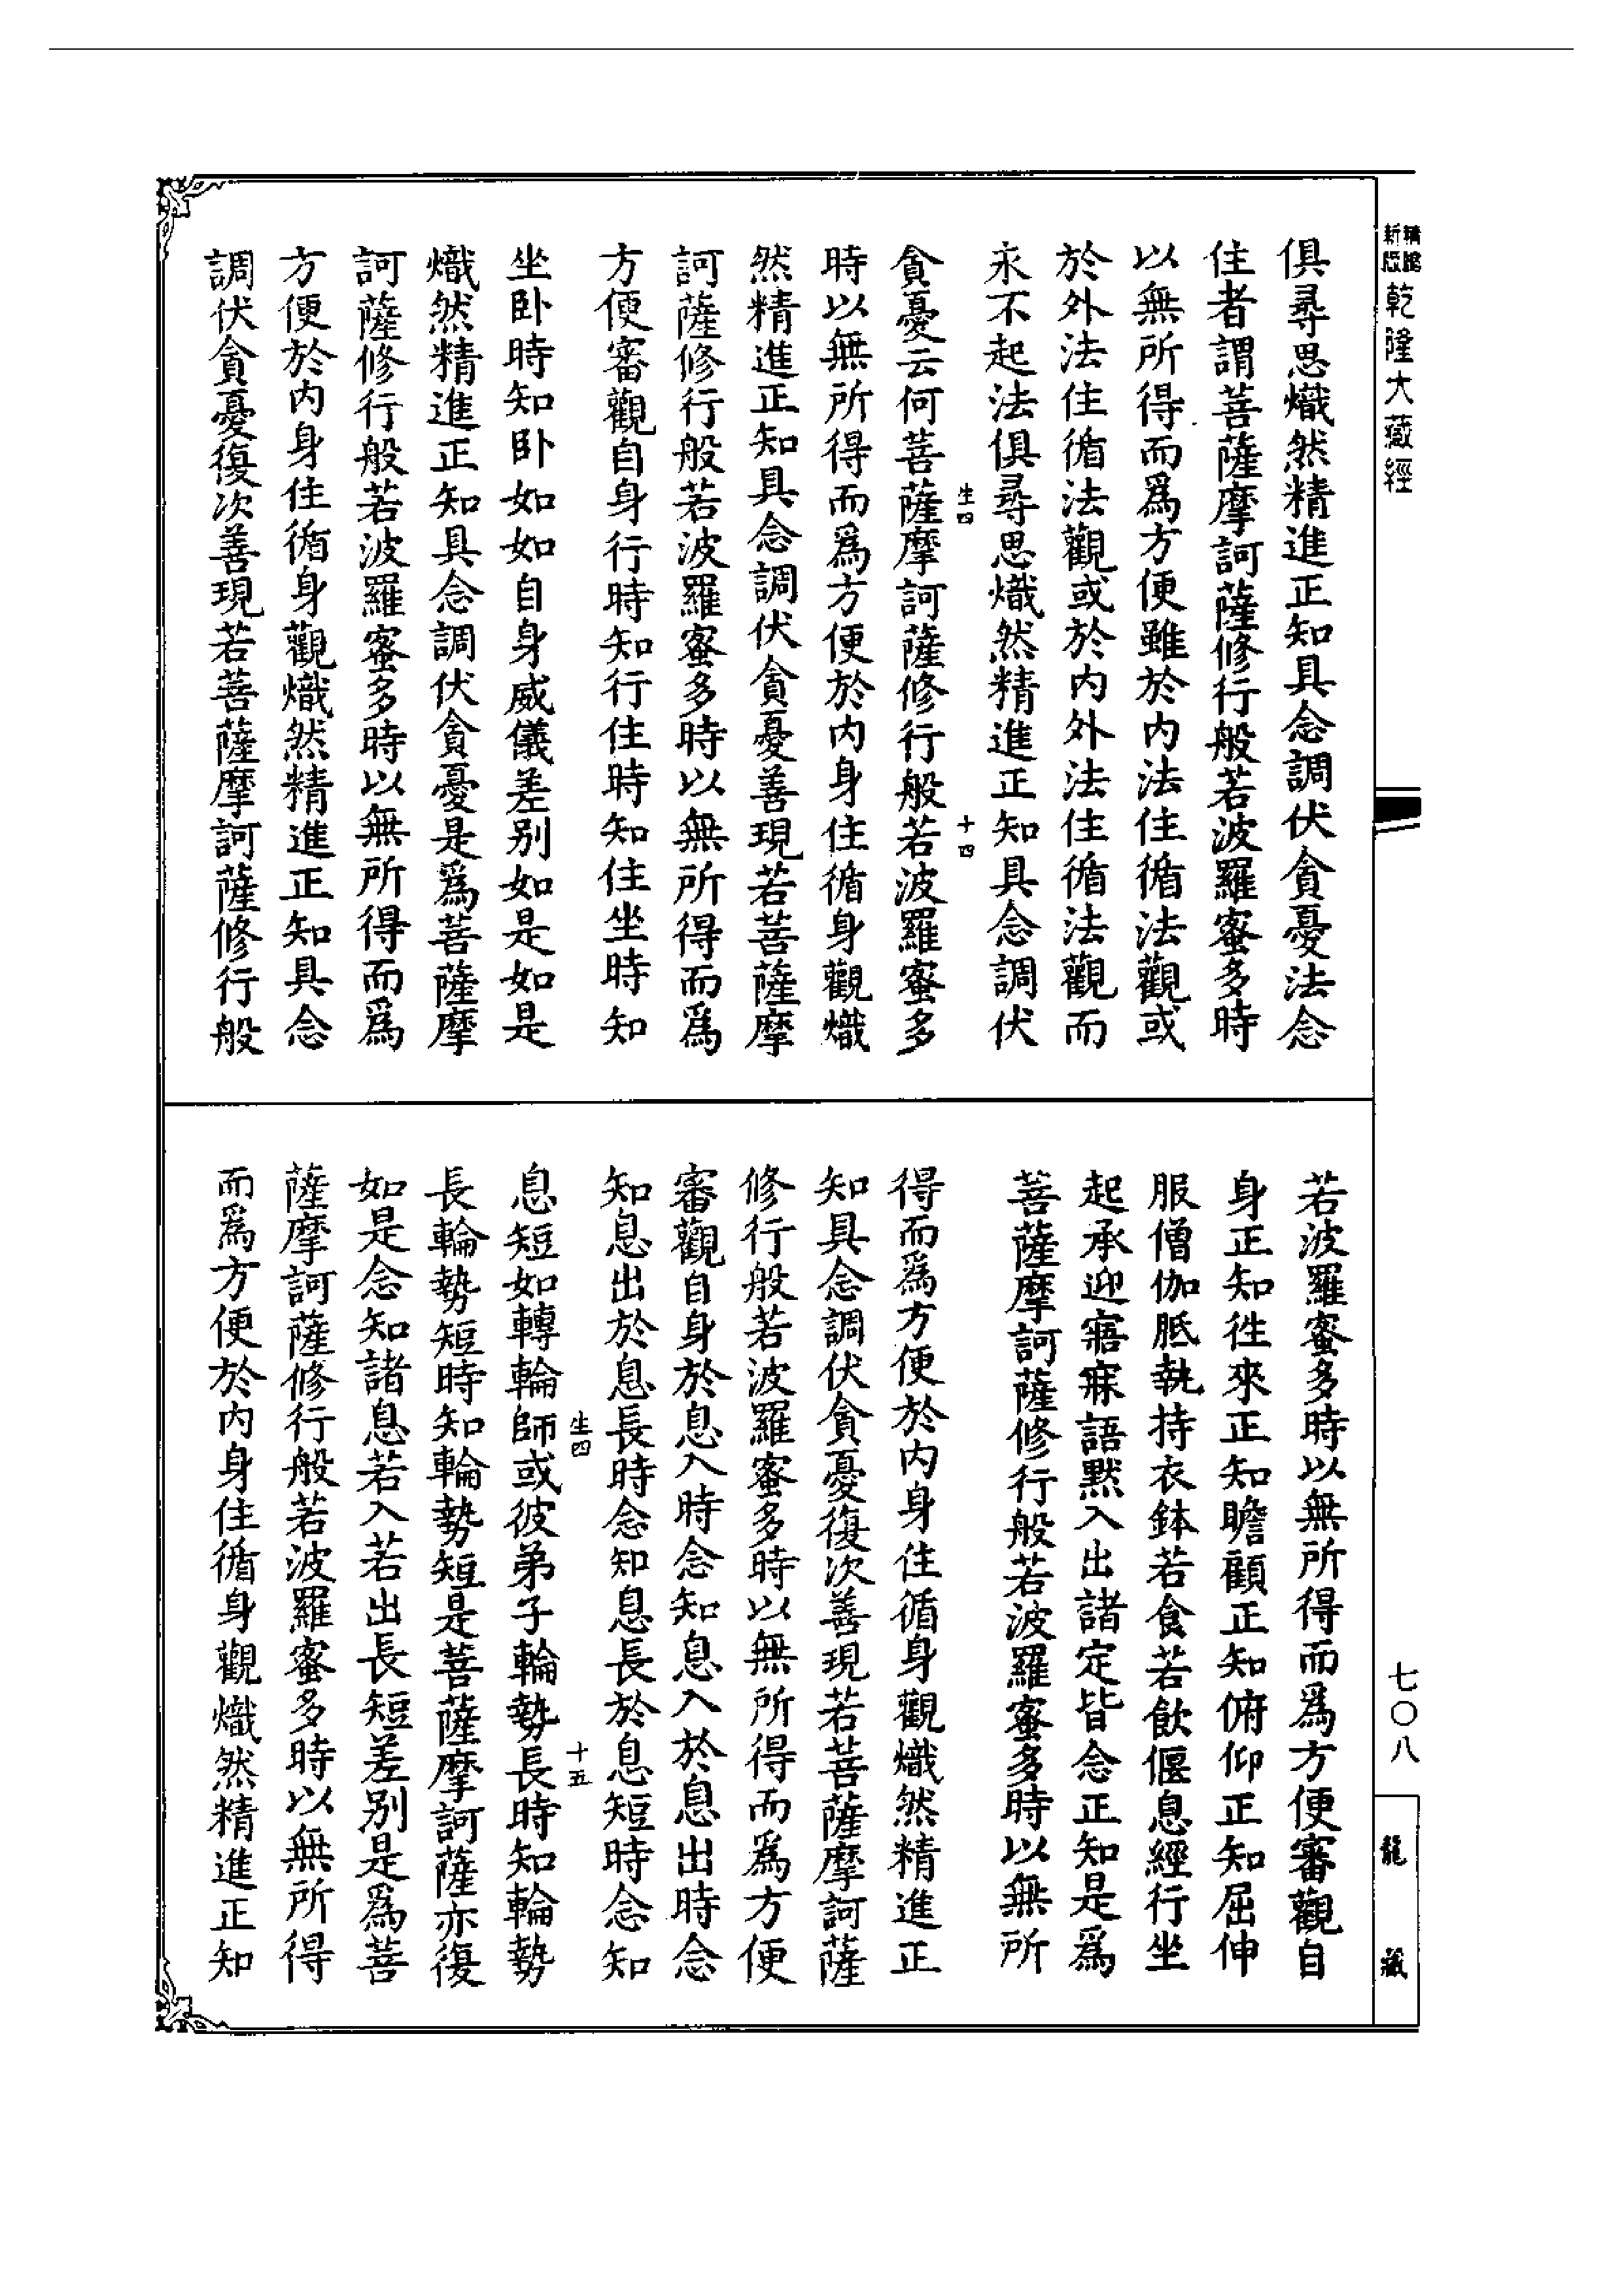 精鵰
新版
乾隆大藏經
七〇八
龍藏
俱尋思熾然精進正知具念調伏貪憂法念
住者謂菩薩摩訶薩修行般若波羅蜜多時
以無所得而爲方便雖於內法住循法觀或
於外法住循法觀或於內外法住循法觀而
永不起法俱尋思熾然精進正知具念調伏
生四
十四
貪憂云何菩薩摩訶薩修行般若波羅蜜多
時以無所得而爲方便於內身住循身觀熾
然精進正知具念調伏貪憂善現若菩薩摩
訶薩修行般若波羅蜜多時以無所得而爲
方便審觀自身行時知行住時知住坐時知
坐臥時知臥如如自身威儀差別如是如是
熾然精進正知具念調伏貪憂是爲菩薩摩
訶薩修行般若波羅蜜多時以無所得而爲
方便於內身住循身觀熾然精進正知具念
調伏貪憂復次善現若菩薩摩訶薩修行般
若波羅蜜多時以無所得而爲方便審觀自
身正知徃來正知瞻顧正知俯仰正知屈伸
服僧伽胝執持衣鉢若食若飲偃息經行坐
起承迎寤寐語默入出諸定皆念正知是爲
菩薩摩訶薩修行般若波羅蜜多時以無所
得而爲方便於內身住循身觀熾然精進正
知具念調伏貪憂復次善現若菩薩摩訶薩
修行般若波羅蜜多時以無所得而爲方便
審觀自身於息入時念知息入於息出時念
知息出於息長時念知息長於息短時念知
生四
十五
息短如轉輪師或彼弟子輪勢長時知輪勢
長輪勢短時知輪勢短是菩薩摩訶薩亦復
如是念知諸息若入若出長短差別是爲菩
薩摩訶薩修行般若波羅蜜多時以無所得
而爲方便於內身住循身觀熾然精進正知